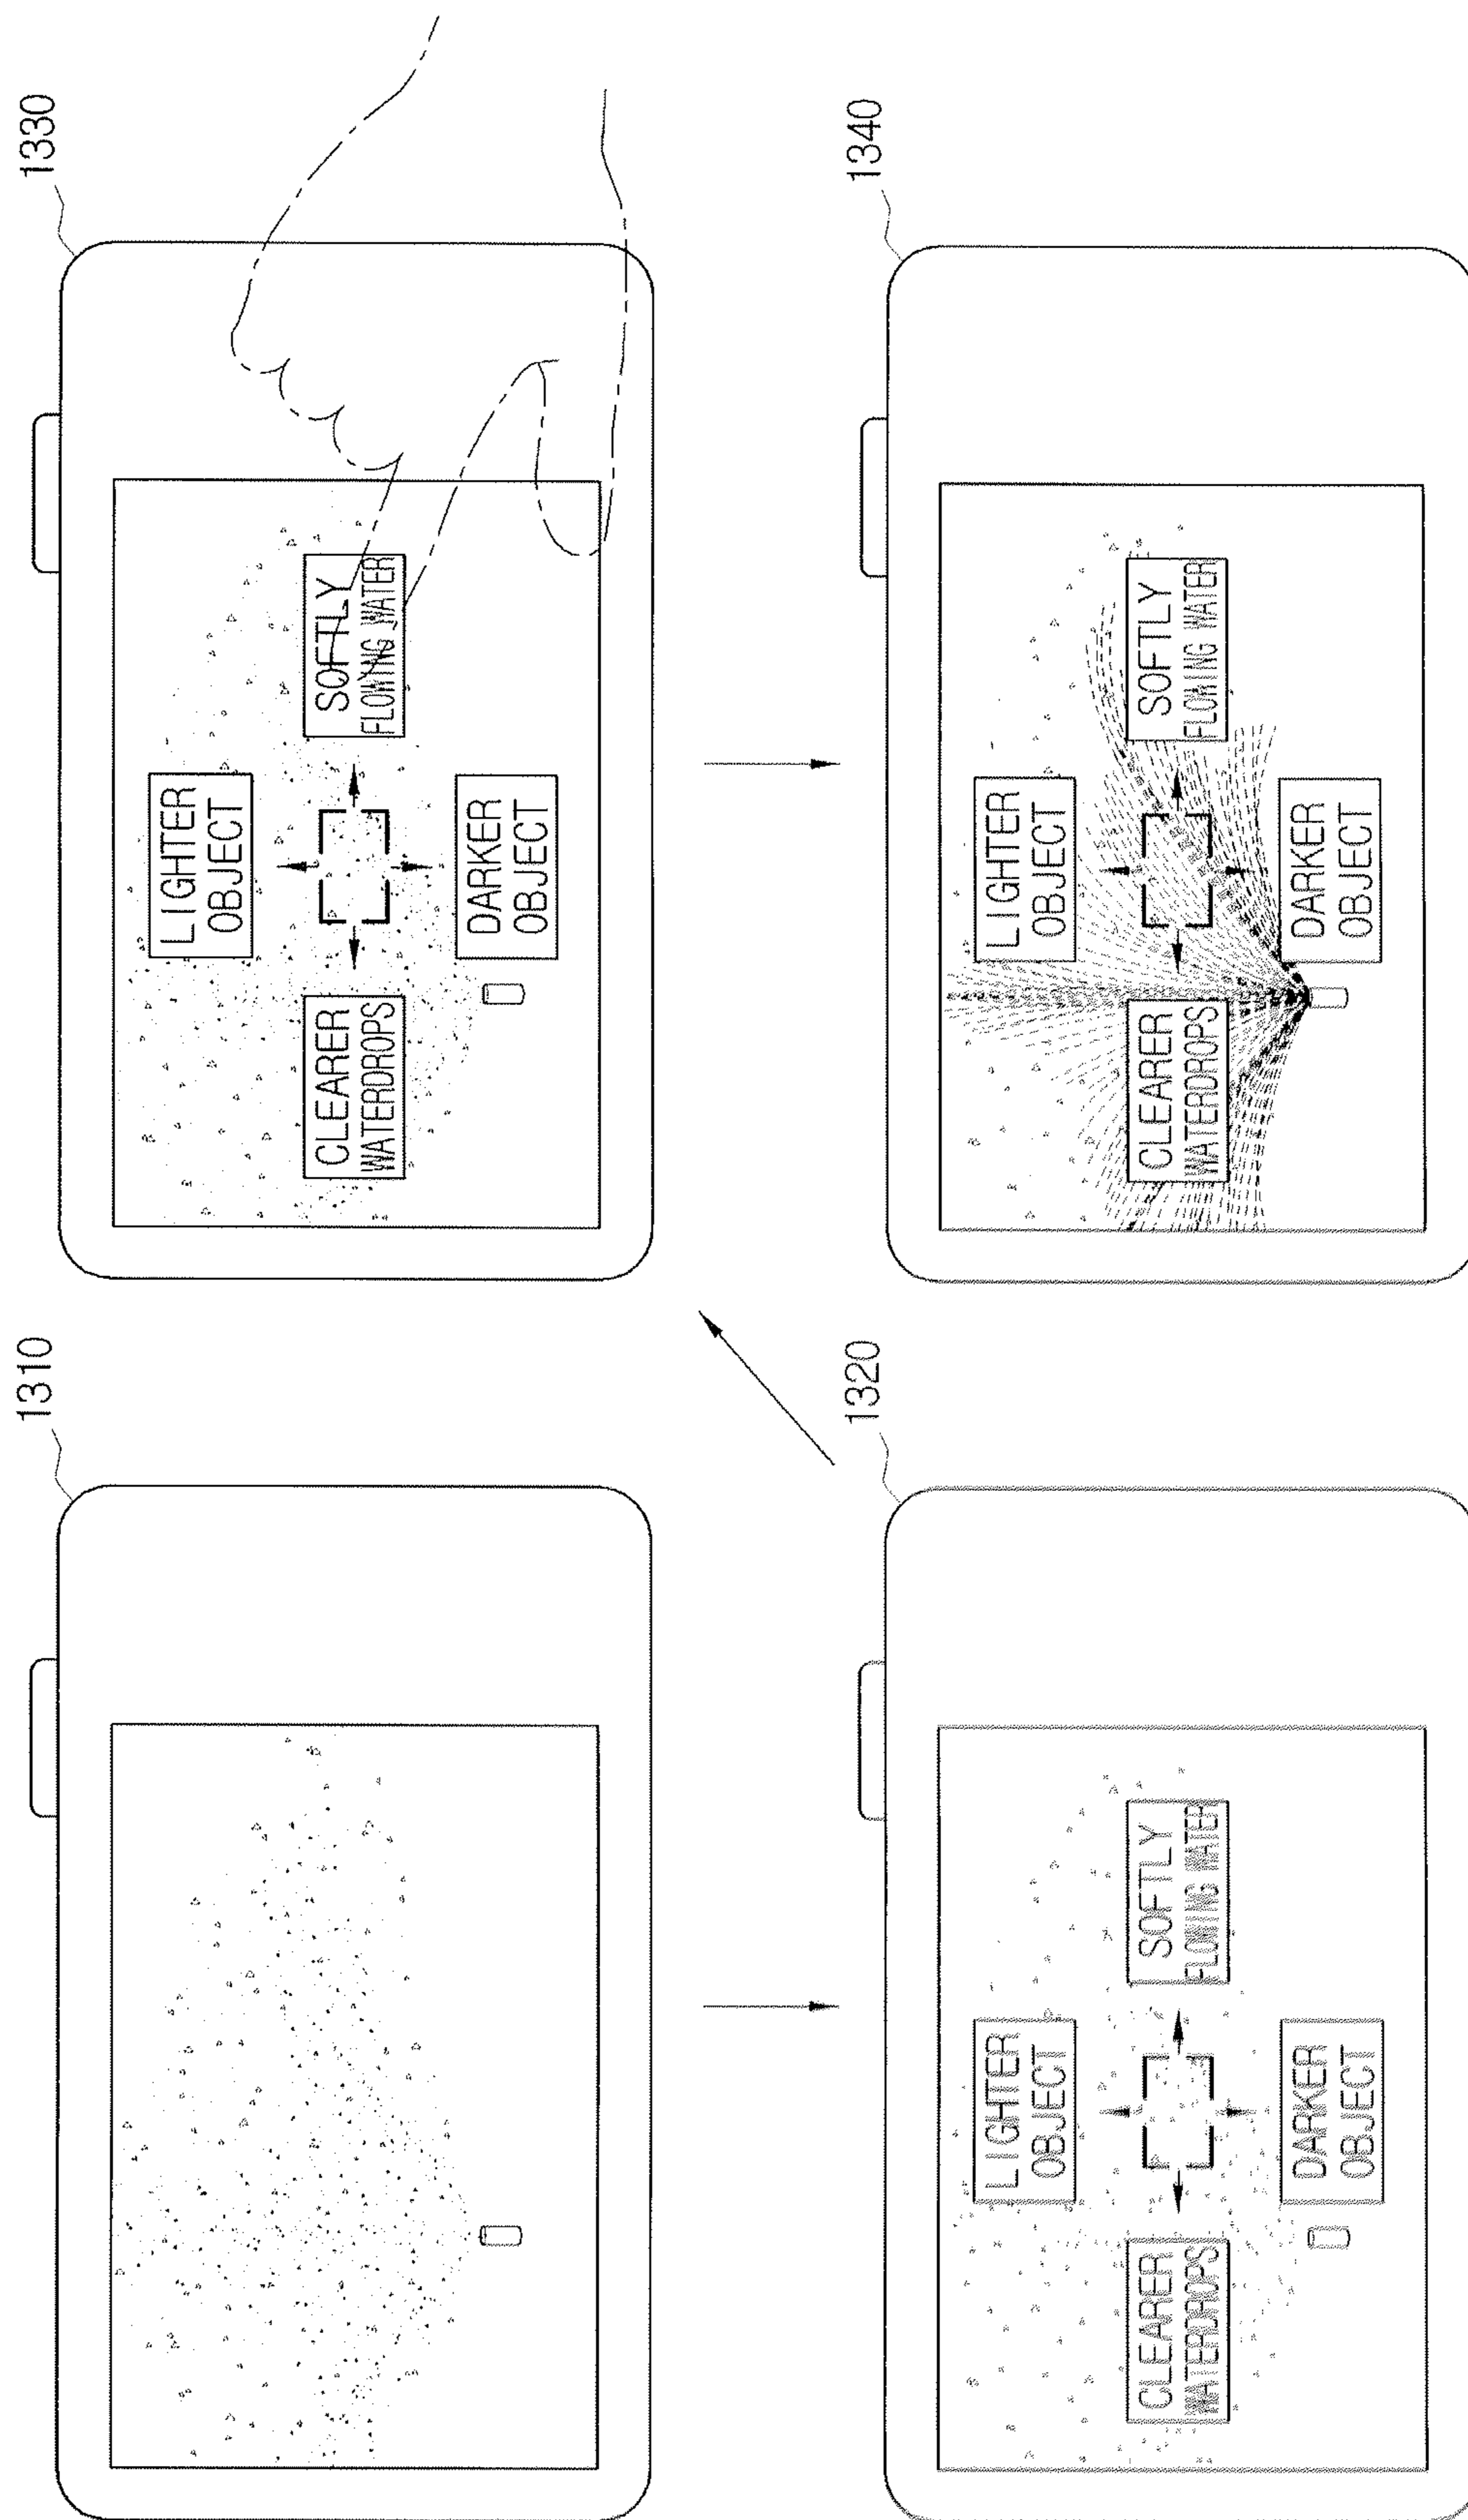 1310
1330
LIGHTER
OBJECT
CLEARER
WATERDROPS
SOFTLY
FLOWING WATER
DARKER
OBJECT
1320
LIGHTER
OBJECT
CLEARER
WATERDROPS
SOFTLY
FLOWING WATER
DARKER
OBJECT
1340
LIGHTER
OBJECT
CLEARER
WATERDROPS
SOFTLY
FLOWING WATER
DARKER
OBJECT